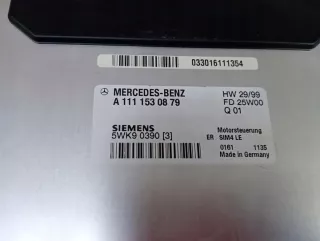 033016111354
MERCEDES-BENZ HW 29/99
A 111 153 08 79 FD 25W00
Q 01
SIEMENS Motorsteuerung
5WK9 0390 [3] ER SIM4 LE
0161 1135
Made in Germany